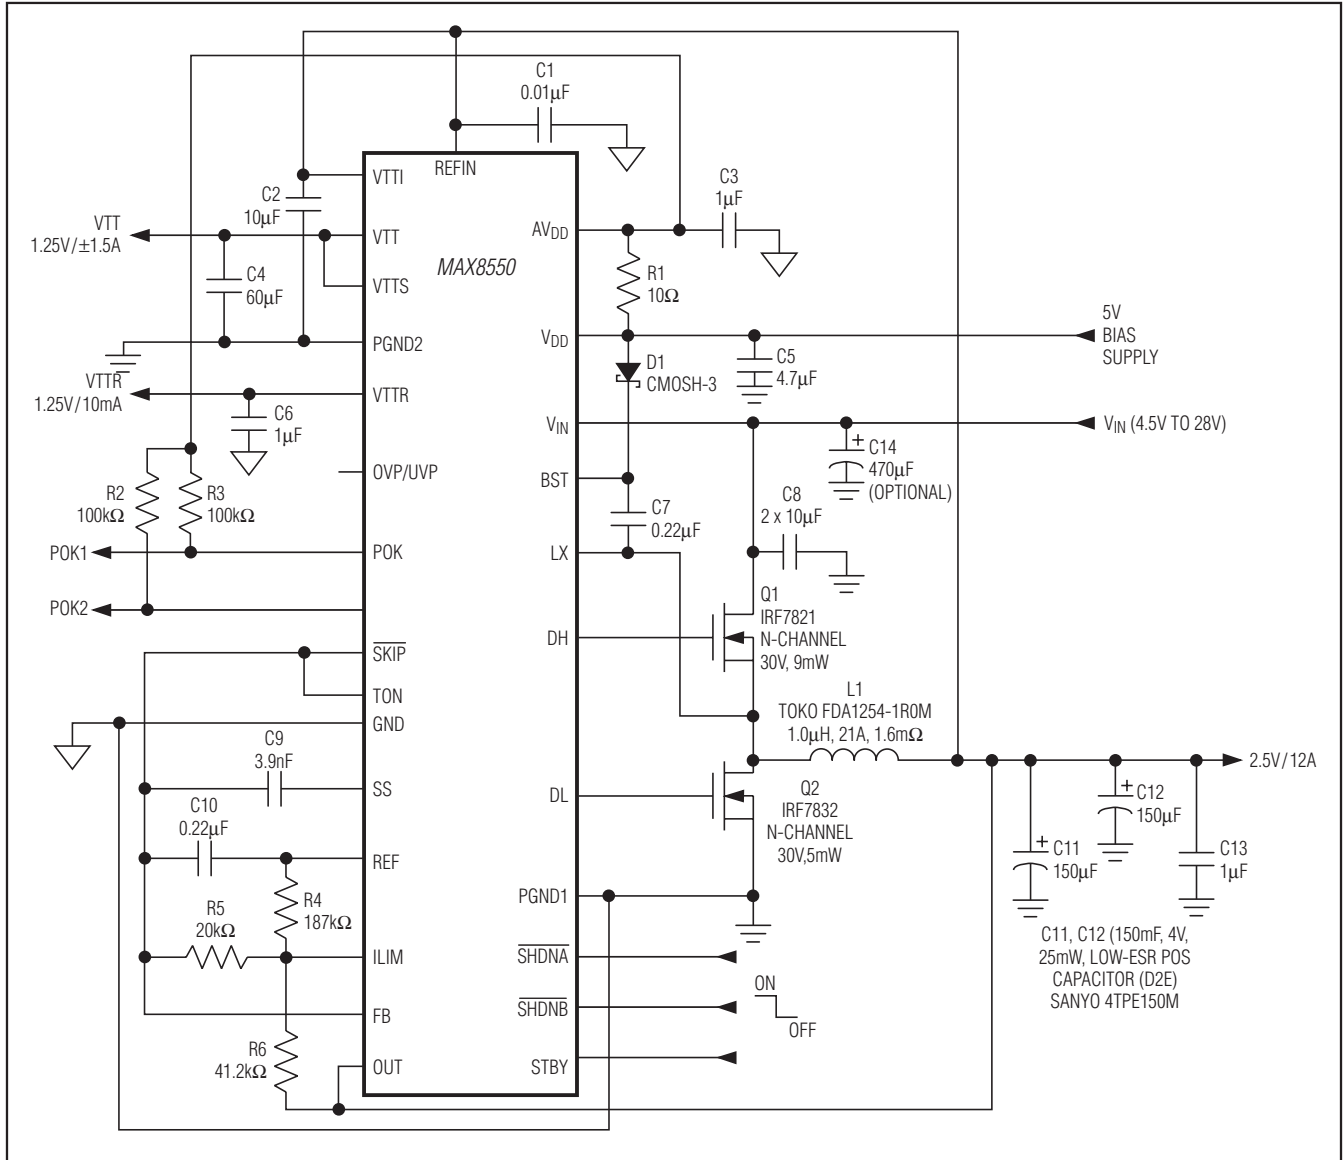 C1
0.01µF
REFIN
VTTI
C2
10µF
C3
1µF
VTT
1.25V/±1.5A
VTT
AVDD
MAX8550
C4
60µF
VTTS
R1
10Ω
5V
BIAS
SUPPLY
PGND2
VDD
D1
CMOSH-3
C5
4.7µF
VTTR
1.25V/10mA
VTTR
C6
1µF
VIN
VIN (4.5V TO 28V)
+
C14
470µF
(OPTIONAL)
OVP/UVP
BST
R2
100kΩ
R3
100kΩ
C7
0.22µF
C8
2 x 10µF
POK1
POK
LX
POK2
Q1
IRF7821
N-CHANNEL
30V, 9mW
DH
SKIP
TON
GND
L1
TOKO FDA1254-1R0M
1.0µH, 21A, 1.6mΩ
C9
3.9nF
2.5V/12A
SS
DL
Q2
IRF7832
N-CHANNEL
30V,5mW
+
C12
150µF
C10
0.22µF
+
C11
150µF
C13
1µF
REF
R4
187kΩ
PGND1
R5
20kΩ
C11, C12 (150mF, 4V,
25mW, LOW-ESR POS
CAPACITOR (D2E)
SANYO 4TPE150M
ILIM
SHDNA
ON
OFF
SHDNB
FB
R6
41.2kΩ
OUT
STBY